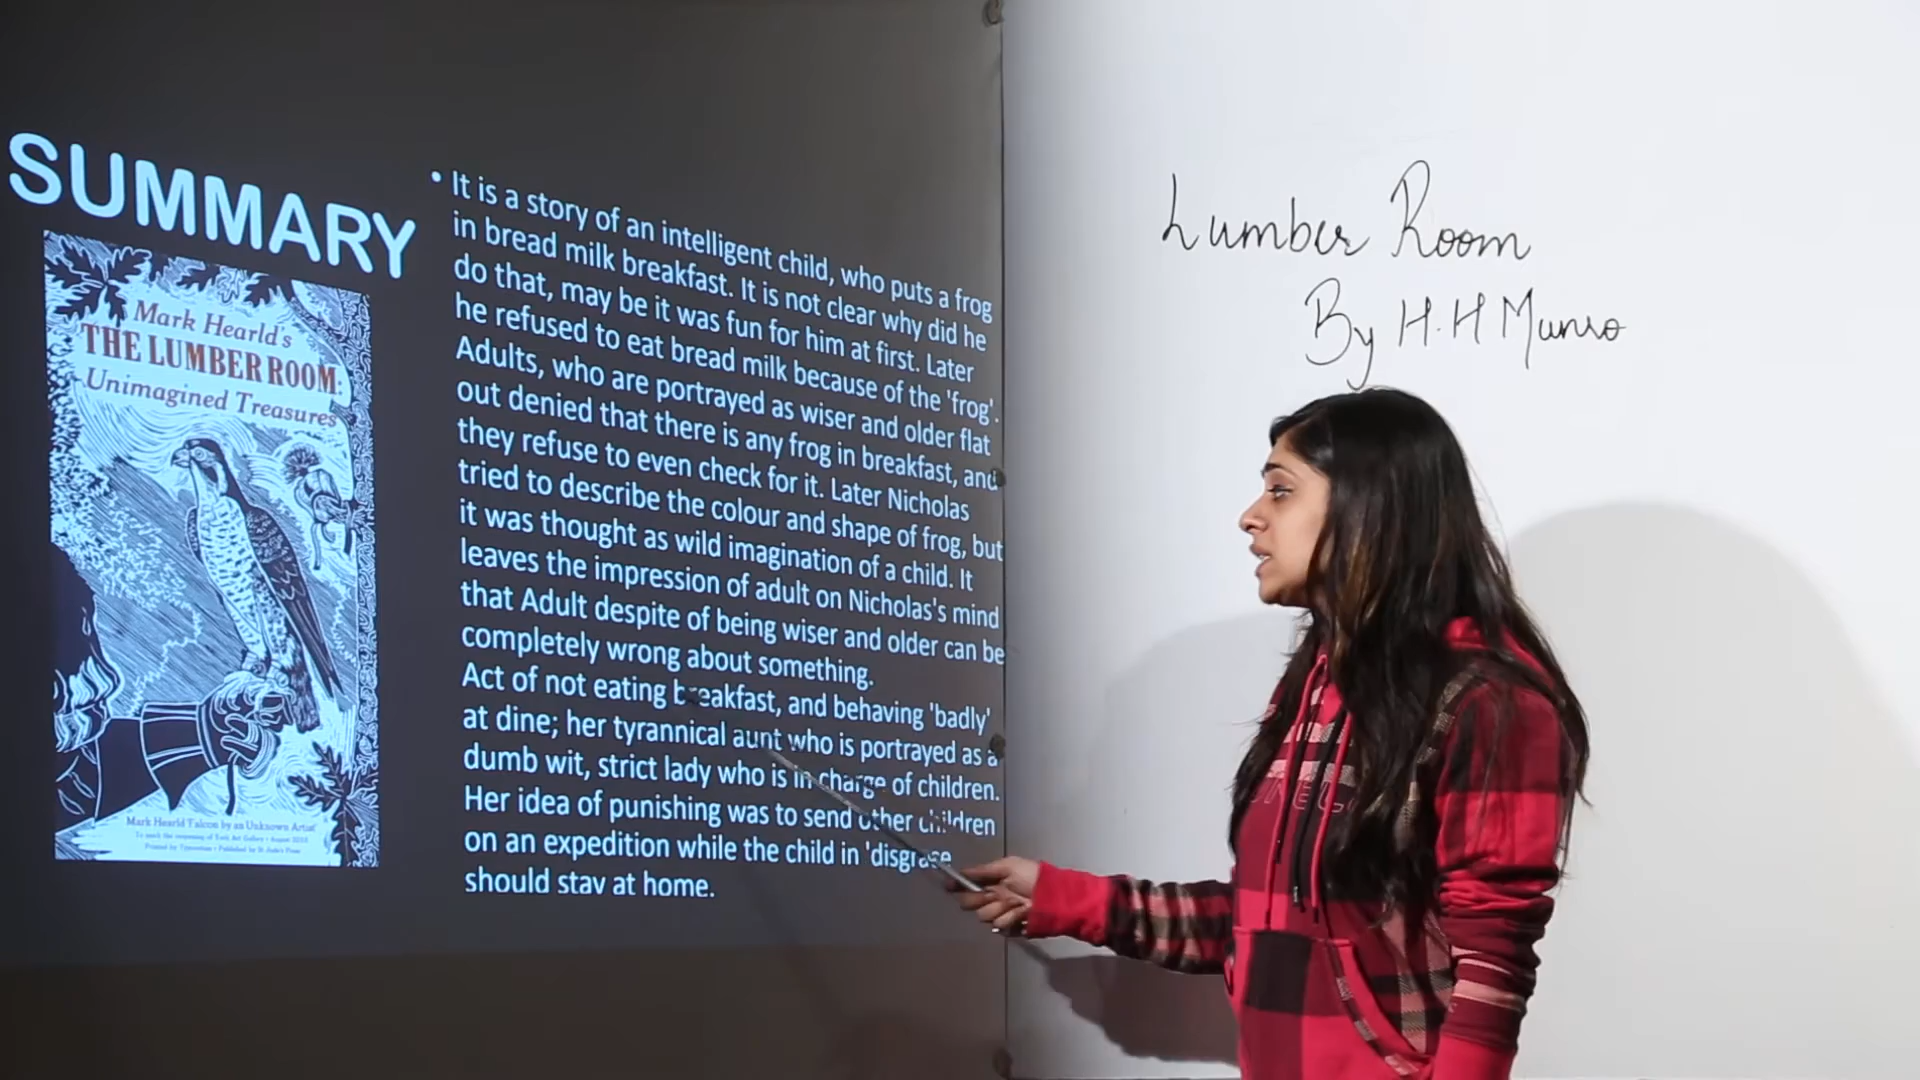 SUMMARY
Mark Hearld's
THE LUMBER ROOM:
Unimagined Treasures
Mark Hearld Falcon by an Unknown Artist
• It is a story of an intelligent child, who puts a frog
in bread milk breakfast. It is not clear why did he
do that, may be it was fun for him at first. Later
he refused to eat bread milk because of the 'frog'.
Adults, who are portrayed as wiser and older flat
out denied that there is any frog in breakfast, and
they refuse to even check for it. Later Nicholas
tried to describe the colour and shape of frog, but
it was thought as wild imagination of a child. It
leaves the impression of adult on Nicholas's mind
that Adult despite of being wiser and older can be
completely wrong about something.
Act of not eating breakfast, and behaving 'badly'
at dine; her tyrannical aunt who is portrayed as a
dumb wit, strict lady who is in charge of children.
Her idea of punishing was to send other children
on an expedition while the child in 'disgrace
should stay at home.
Lumber Room
By H.H Munro